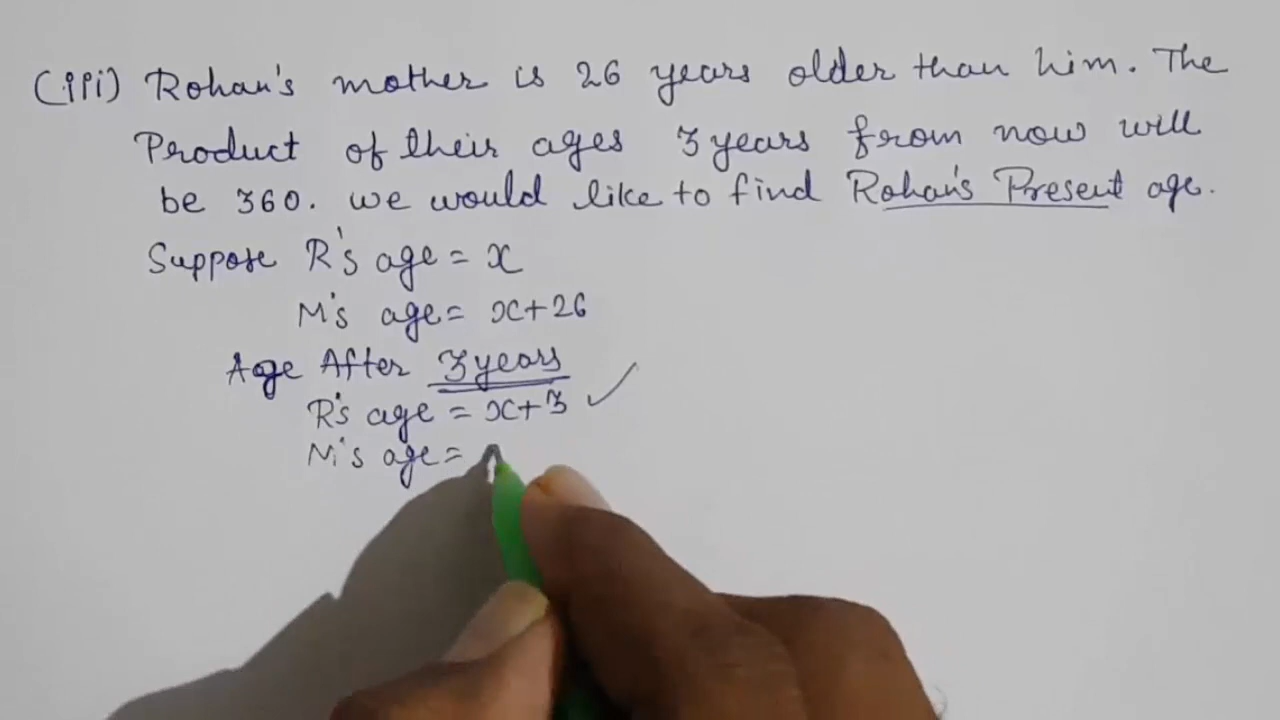 (iii) Rohan's mother is 26 years older than him. The
Product of their ages 3 years from now will
be 360. we would like to find Rohan's Present age.
Suppose R's age = x
M's age = x+26
Age After 3 years
R's age = x+3 ✓
M's age =